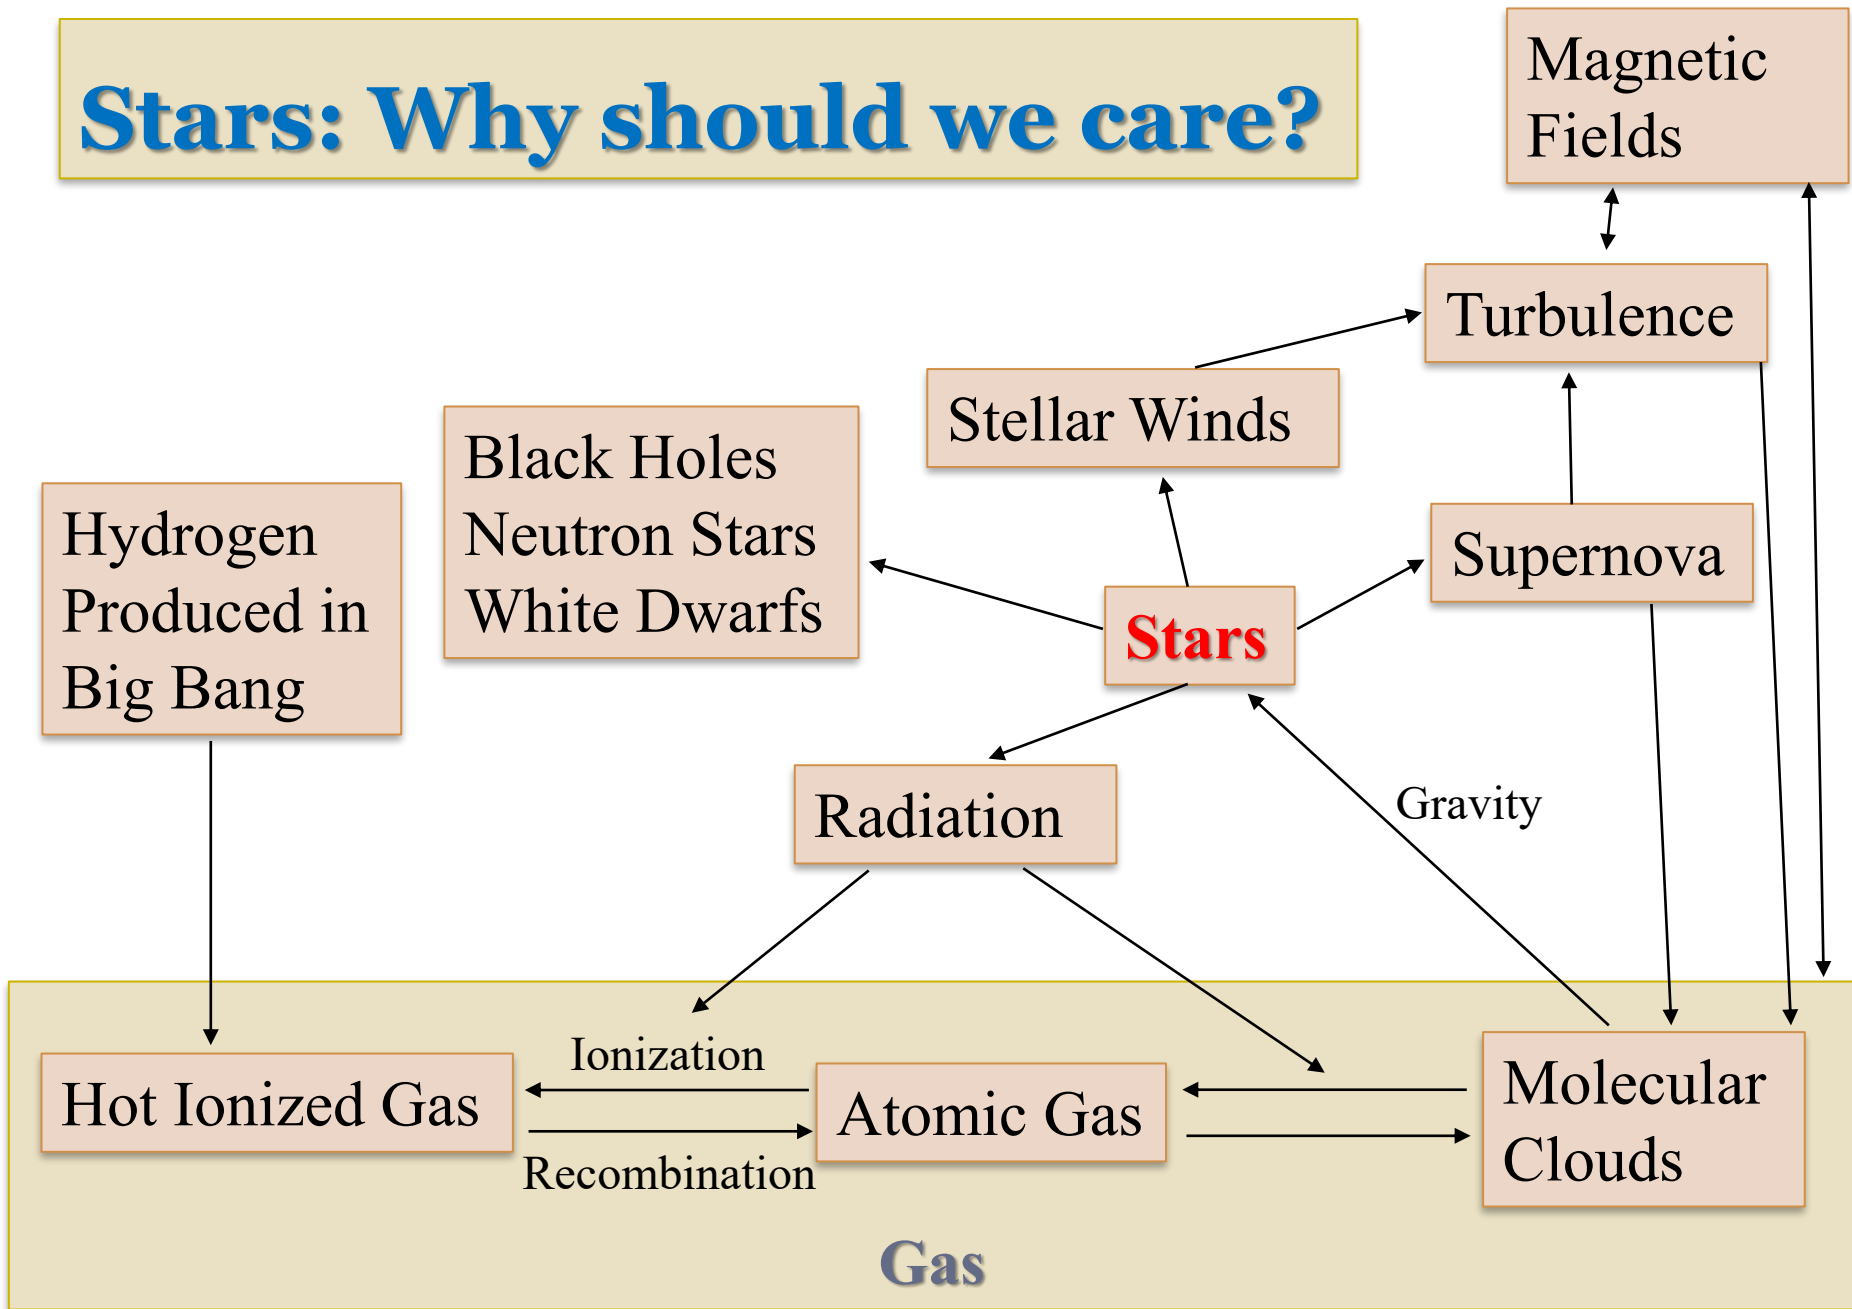 Stars: Why should we care?
Magnetic
Fields
Turbulence
Stellar Winds
Black Holes
Neutron Stars
White Dwarfs
Hydrogen
Produced in
Big Bang
Supernova
Stars
Radiation
Gravity
Ionization
Hot Ionized Gas
Atomic Gas
Recombination
Molecular
Clouds
Gas